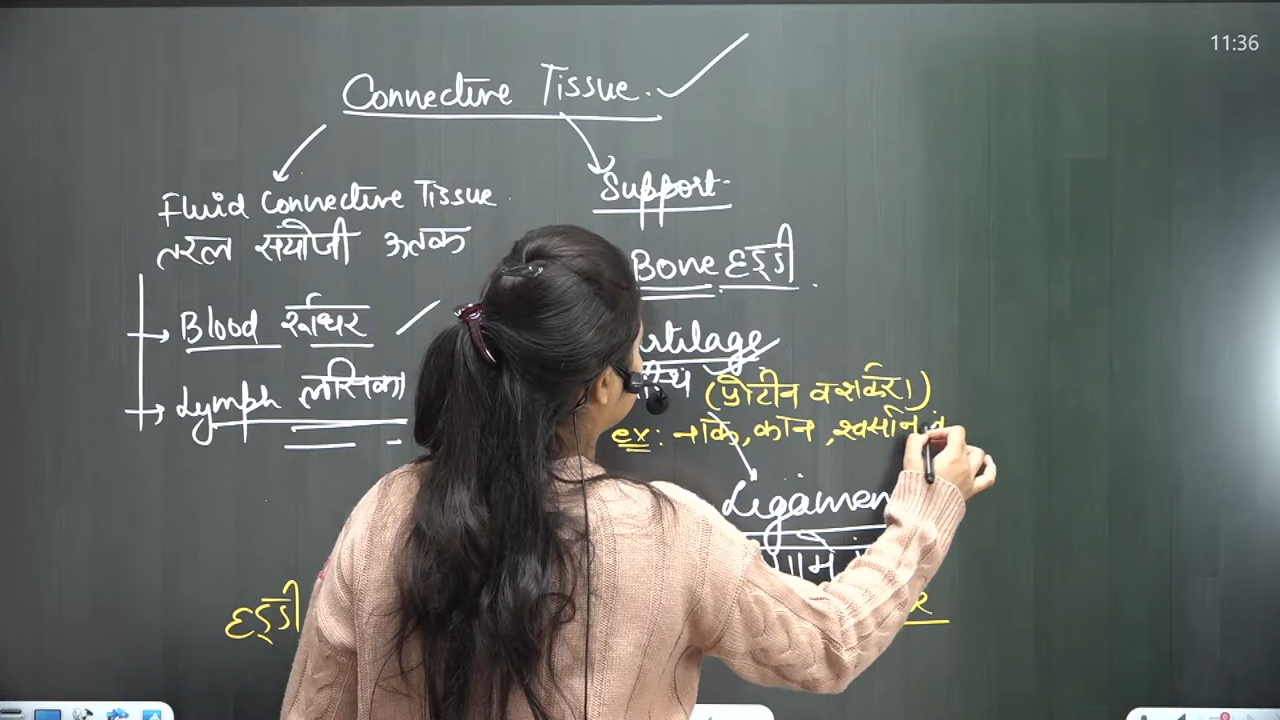 11:36
Connective Tissue.
Fluid Connective Tissue
तरल संयोजी ऊतक
Blood रूधिर
Lymph लसिका
Support
Bone हड्डी
rtilage
(प्रोटीन व शर्करा)
ex: नाक, कान, श्वसनि
Ligamen
हड्डी